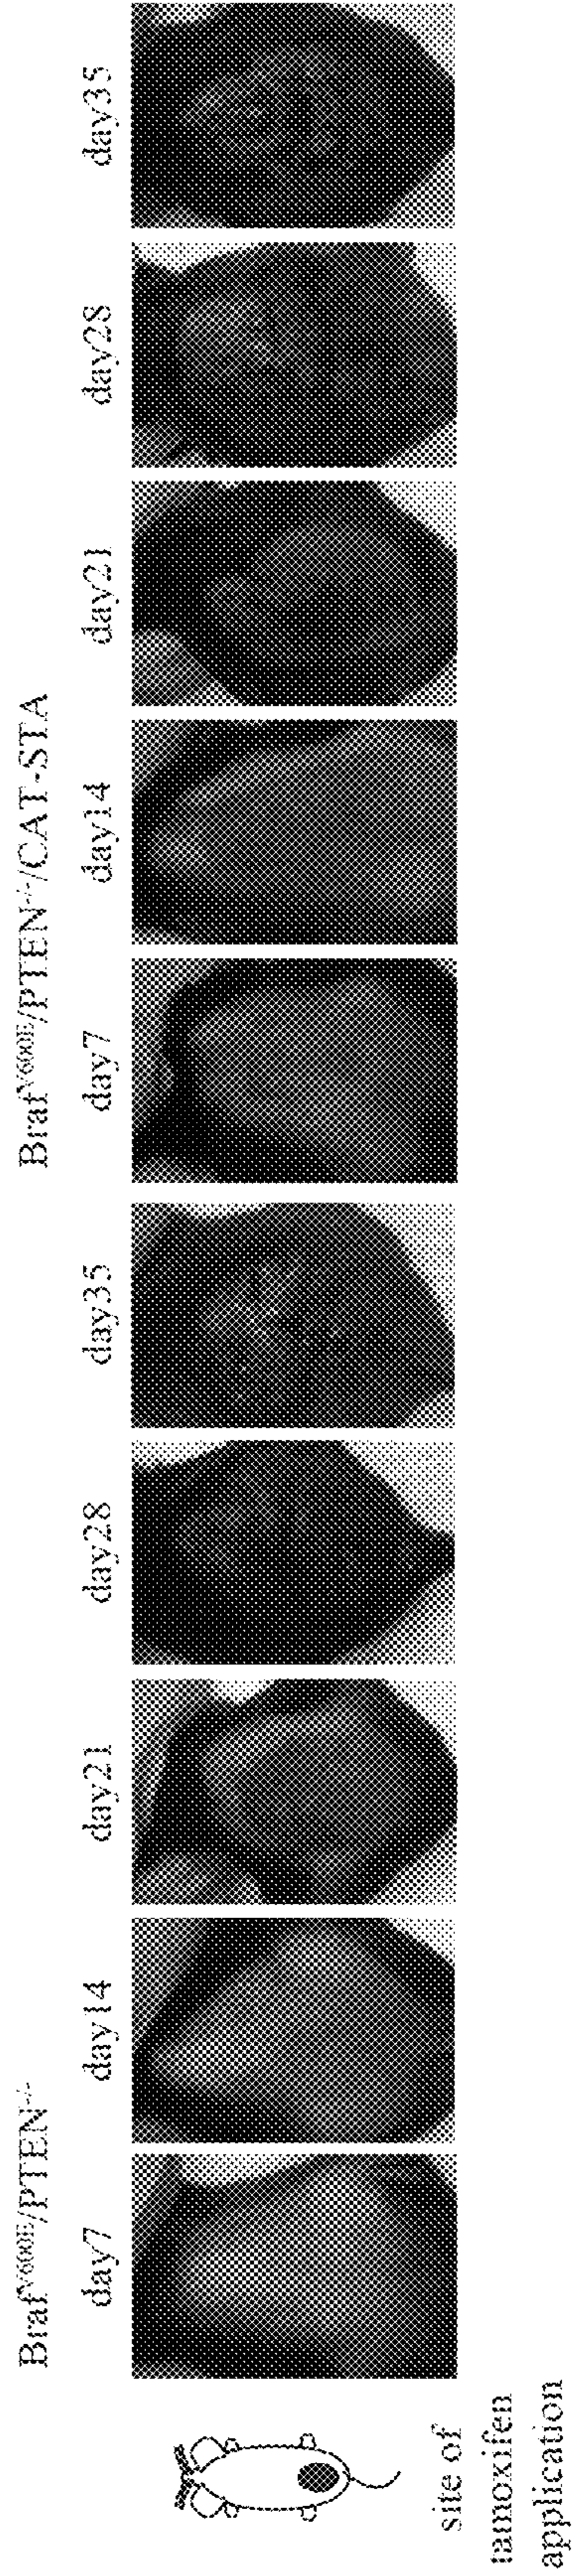 Braf^V600E/PTEN^-/-
Braf^V600E/PTEN^-/-/CAT-STA
day7
day14
day21
day28
day35
day7
day14
day21
day28
day35
site of
tamoxifen
application